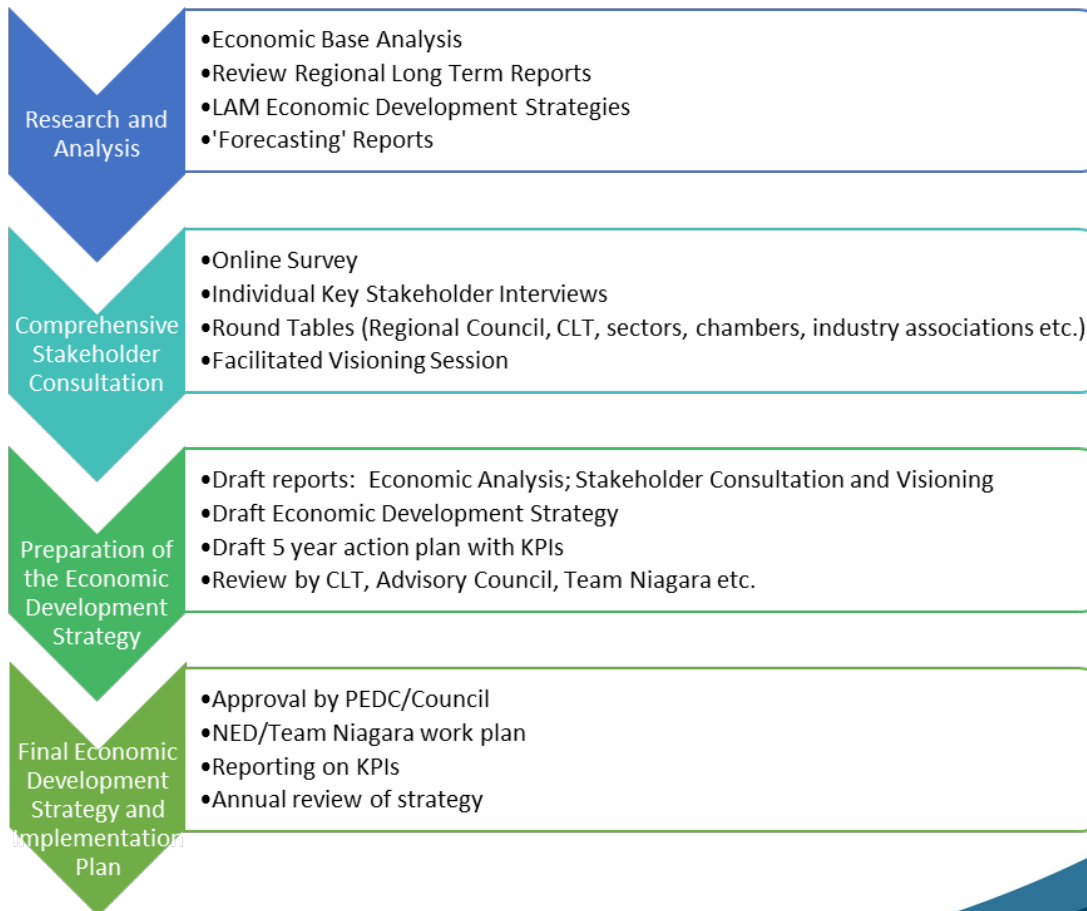 Research and
Analysis
•Economic Base Analysis
•Review Regional Long Term Reports
•LAM Economic Development Strategies
•'Forecasting' Reports
Comprehensive
Stakeholder
Consultation
•Online Survey
•Individual Key Stakeholder Interviews
•Round Tables (Regional Council, CLT, sectors, chambers, industry associations etc.)
•Facilitated Visioning Session
Preparation of
the Economic
Development
Strategy
•Draft reports:  Economic Analysis; Stakeholder Consultation and Visioning
•Draft Economic Development Strategy
•Draft 5 year action plan with KPIs
•Review by CLT, Advisory Council, Team Niagara etc.
Final Economic
Development
Strategy and
Implementation
Plan
•Approval by PEDC/Council
•NED/Team Niagara work plan
•Reporting on KPIs
•Annual review of strategy